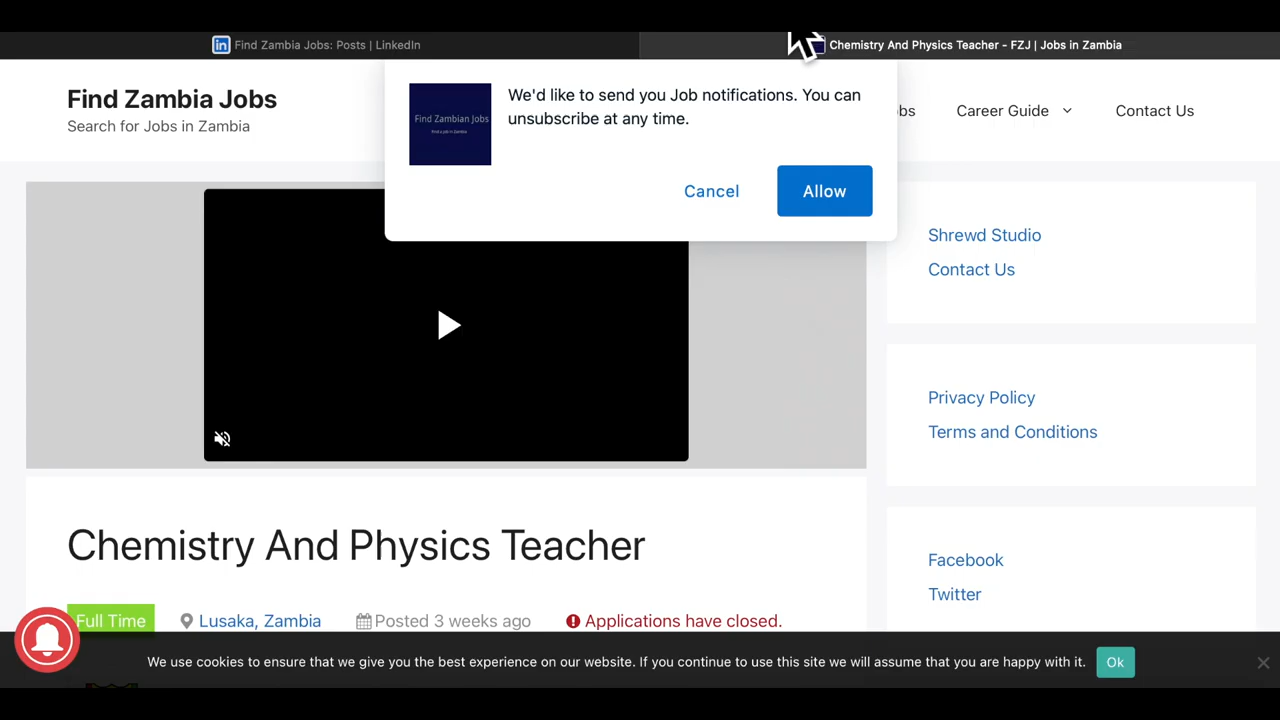 Find Zambia Jobs: Posts | LinkedIn
Chemistry And Physics Teacher - FZJ | Jobs in Zambia
Find Zambia Jobs
Search for Jobs in Zambia
Find Zambian Jobs
Find a job in Zambia
We'd like to send you Job notifications. You can
unsubscribe at any time.
Cancel
Allow
obs
Career Guide
Contact Us
Shrewd Studio
Contact Us
Privacy Policy
Terms and Conditions
Facebook
Twitter
Chemistry And Physics Teacher
Full Time
Lusaka, Zambia
Posted 3 weeks ago
Applications have closed.
We use cookies to ensure that we give you the best experience on our website. If you continue to use this site we will assume that you are happy with it.
Ok